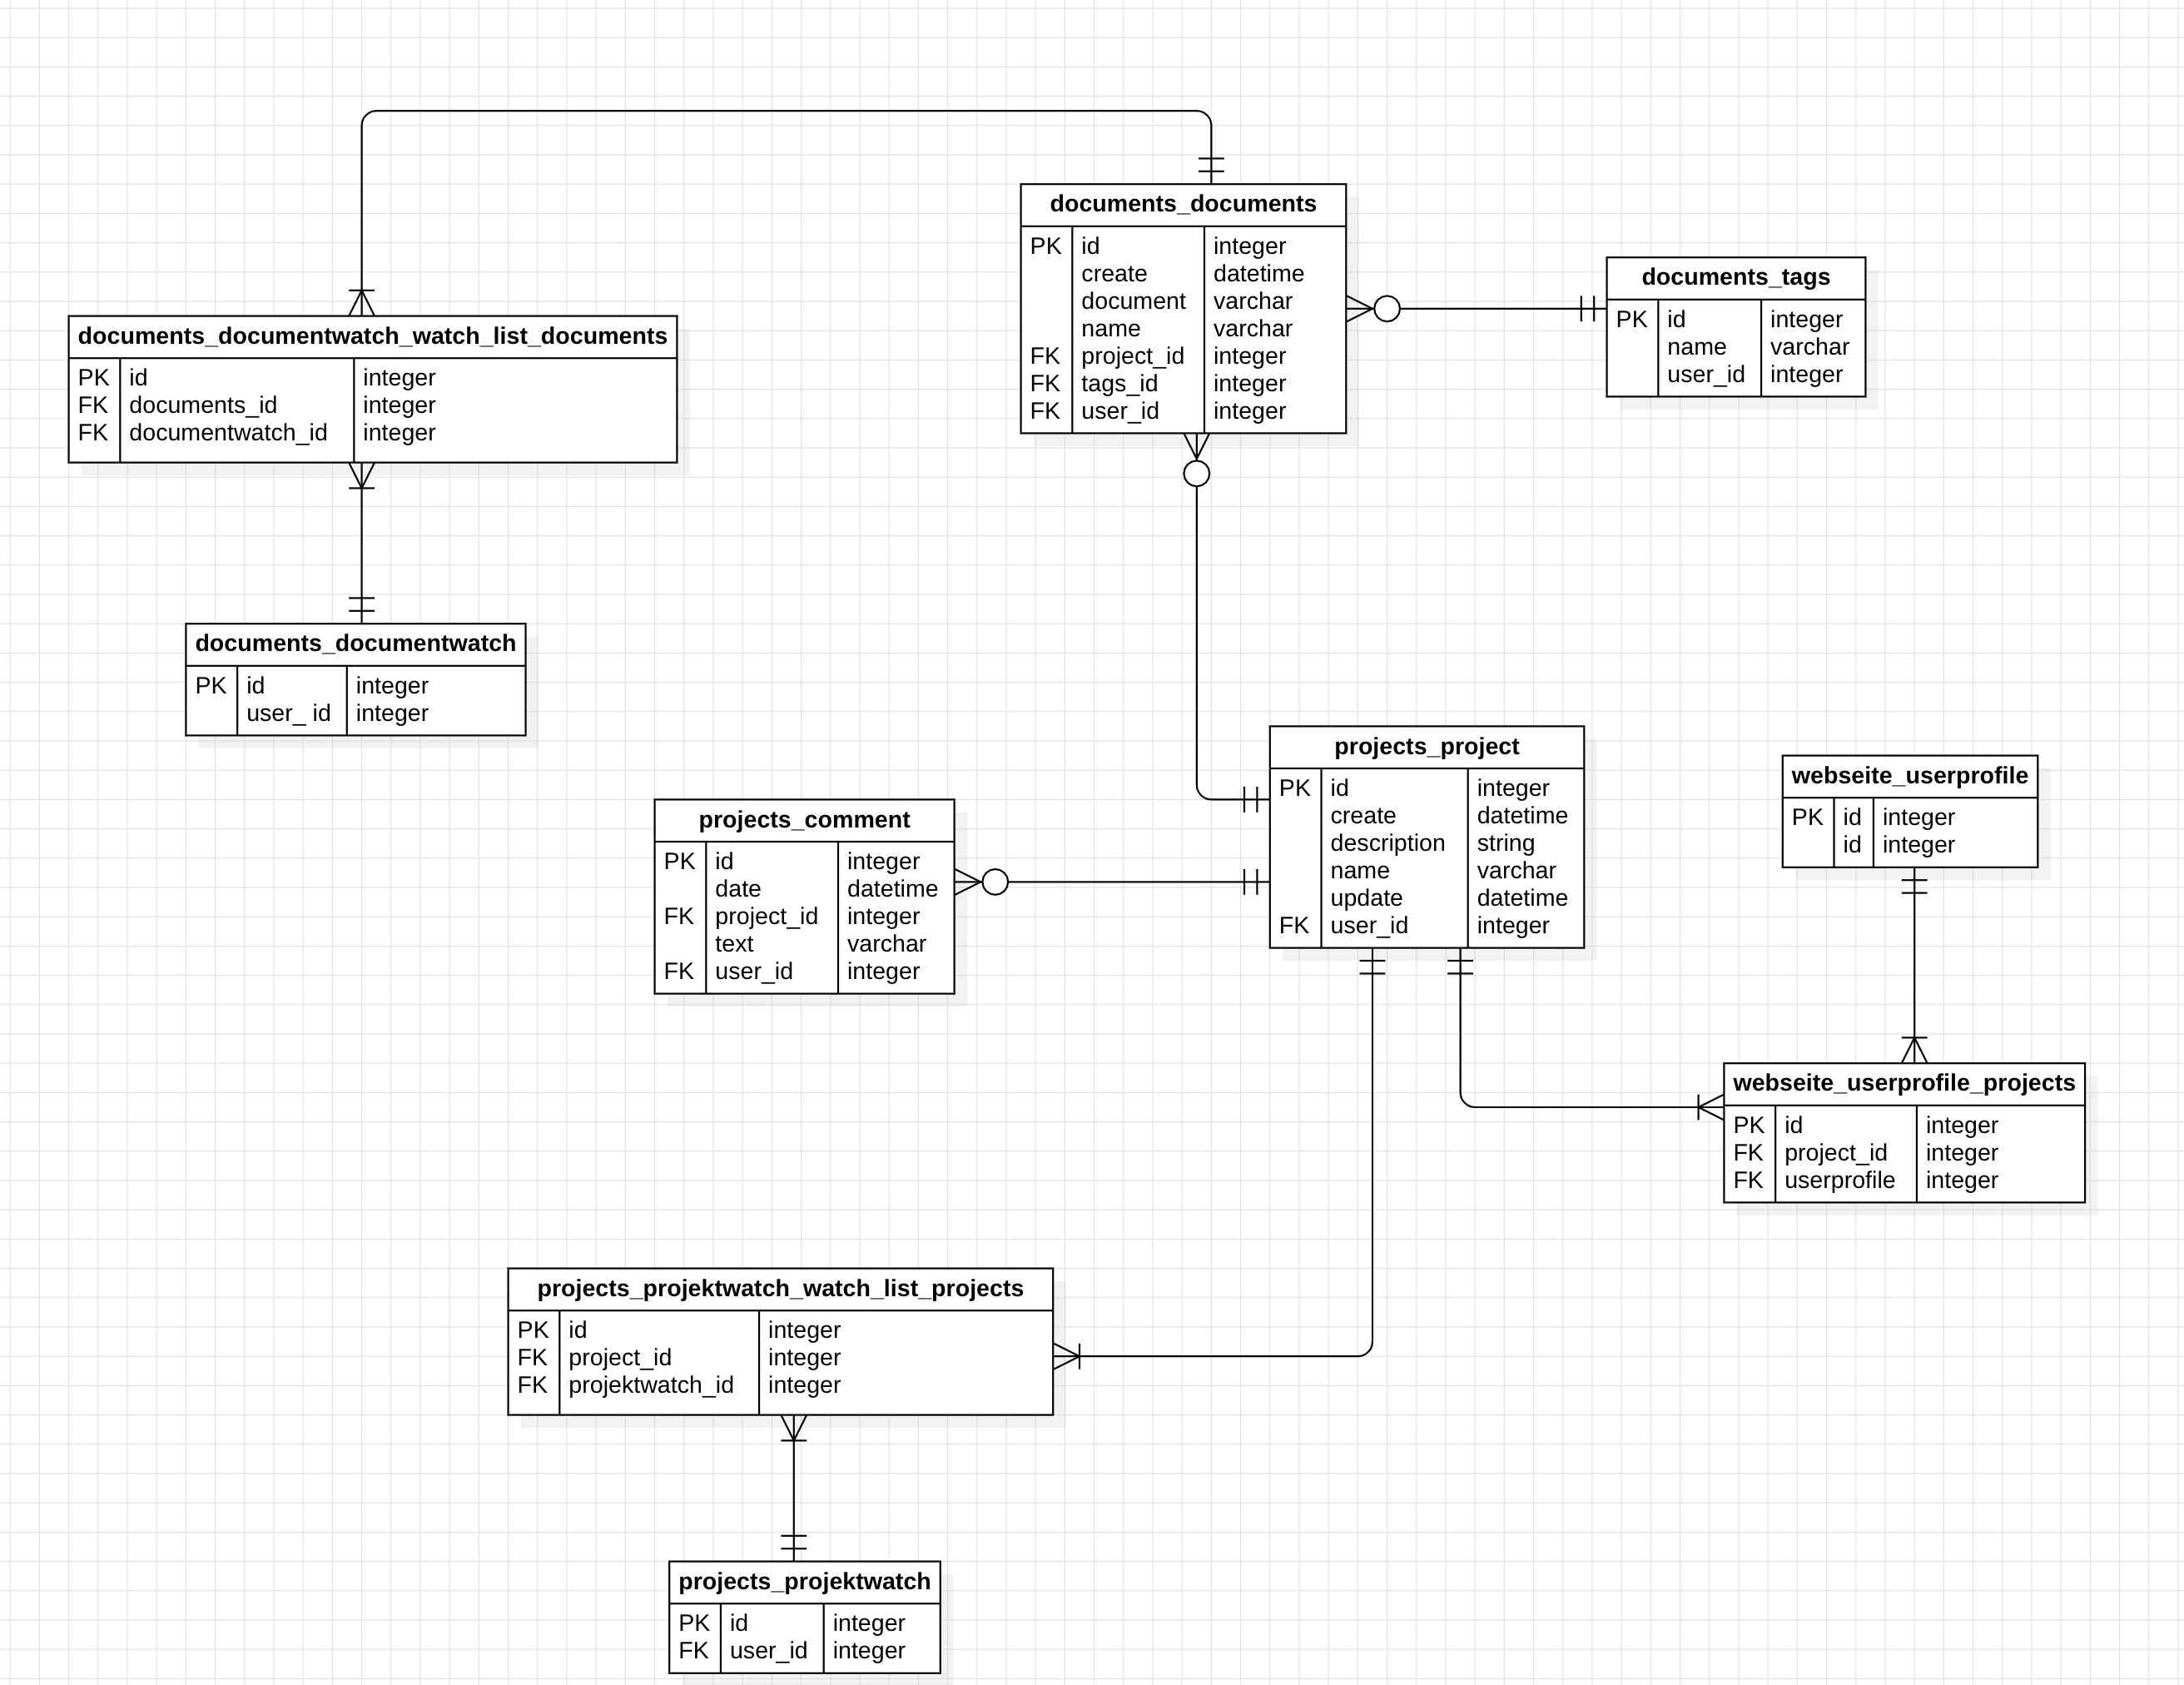 documents_documents
PK id integer
create datetime
document varchar
name varchar
FK project_id integer
FK tags_id integer
FK user_id integer
documents_tags
PK id integer
name varchar
user_id integer
documents_documentwatch_watch_list_documents
PK id integer
FK documents_id integer
FK documentwatch_id integer
documents_documentwatch
PK id integer
user_ id integer
projects_project
PK id integer
create datetime
description string
name varchar
update datetime
FK user_id integer
webseite_userprofile
PK id integer
id integer
projects_comment
PK id integer
date datetime
FK project_id integer
text varchar
FK user_id integer
webseite_userprofile_projects
PK id integer
FK project_id integer
FK userprofile integer
projects_projektwatch_watch_list_projects
PK id integer
FK project_id integer
FK projektwatch_id integer
projects_projektwatch
PK id integer
FK user_id integer